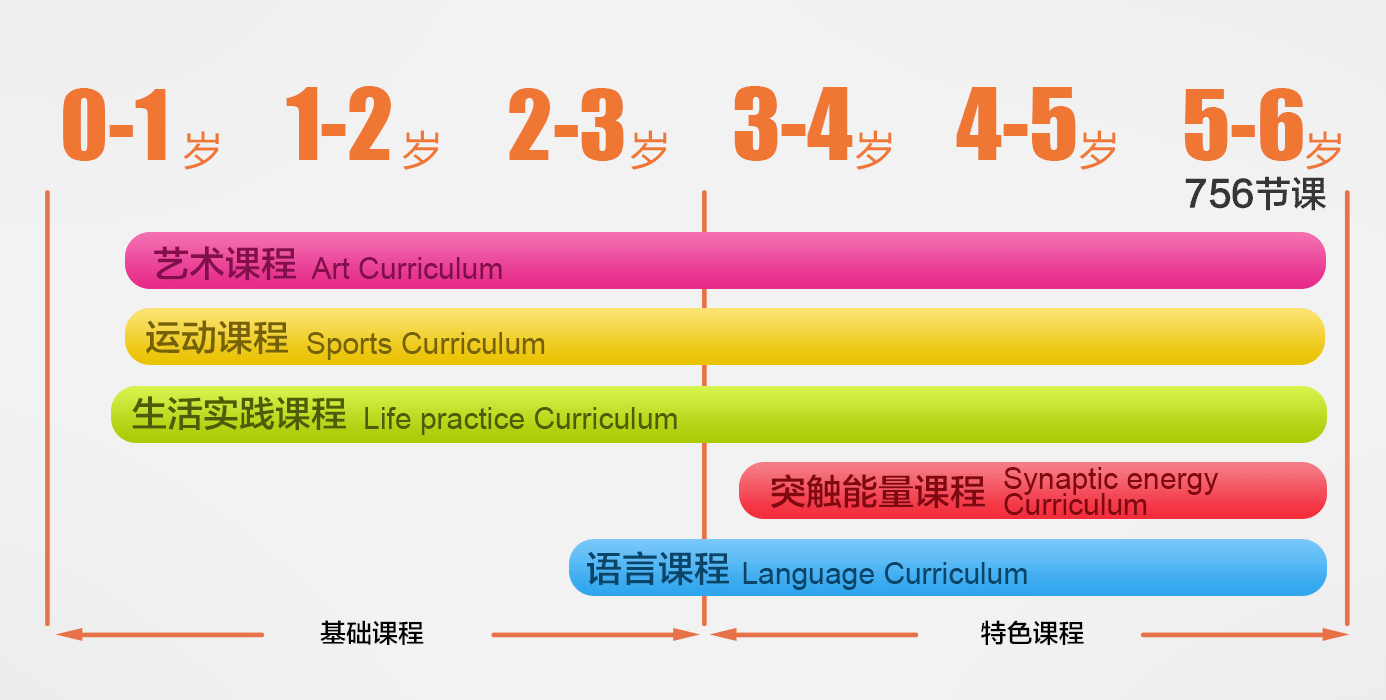 0-1岁 1-2岁 2-3岁 3-4岁 4-5岁 5-6岁
756节课
艺术课程 Art Curriculum
运动课程 Sports Curriculum
生活实践课程 Life practice Curriculum
突触能量课程 Synaptic energy
Curriculum
语言课程 Language Curriculum
基础课程 特色课程